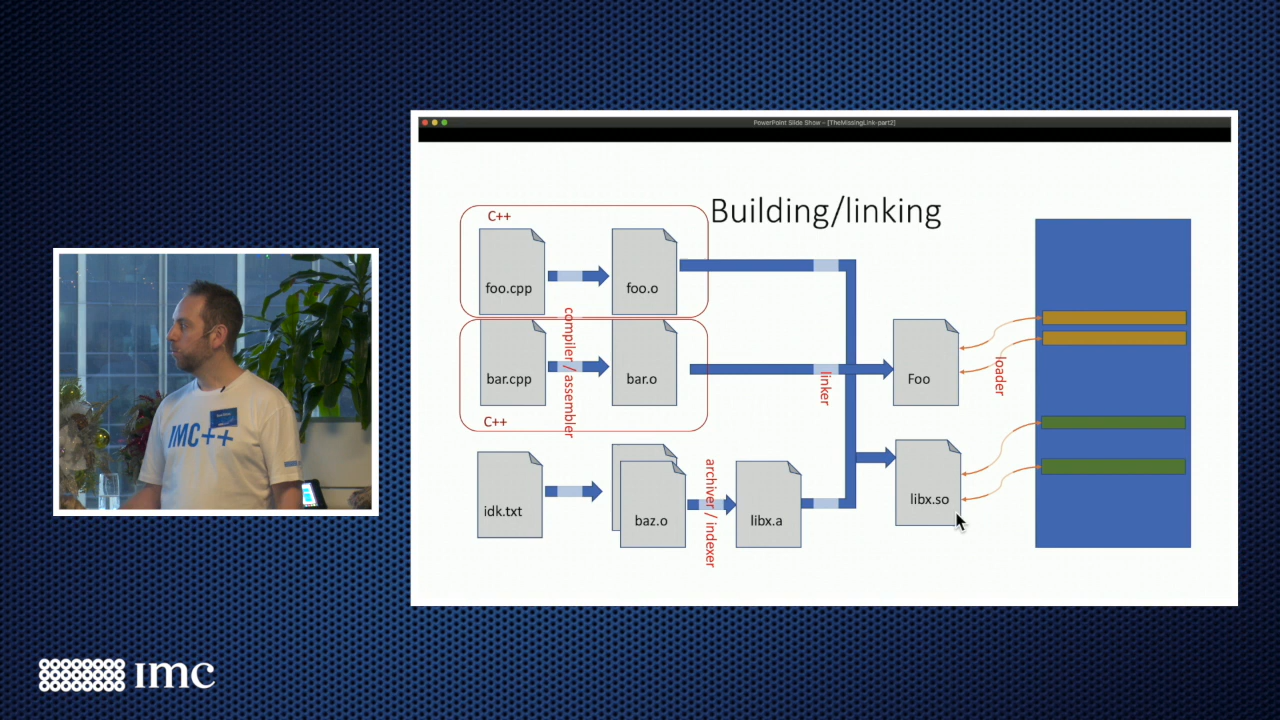 PowerPoint Slide Show - [TheMissingLink-part2]
Building/linking
C++
foo.cpp
foo.o
compiler / assembler
bar.cpp
bar.o
C++
linker
Foo
loader
idk.txt
baz.o
archiver / indexer
libx.a
libx.so
IMC++
imc